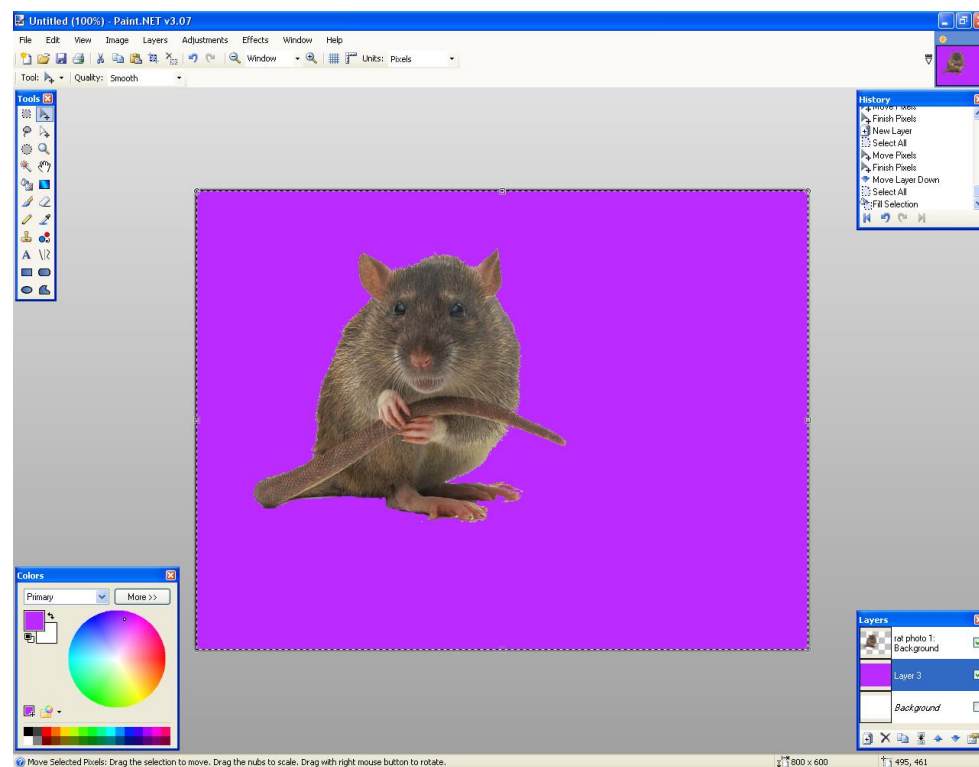 Untitled (100%) - Paint.NET v3.07
File Edit View Image Layers Adjustments Effects Window Help
Window Units: Pixels
Tool: Quality: Smooth
Tools
History
Move Pixels
Finish Pixels
New Layer
Select All
Move Pixels
Finish Pixels
Move Layer Down
Select All
Fill Selection
Colors
Primary More >>
Layers
rat photo 1:
Background
Layer 3
Background
Move Selected Pixels: Drag the selection to move. Drag the nubs to scale. Drag with right mouse button to rotate. 800 x 600 495, 461